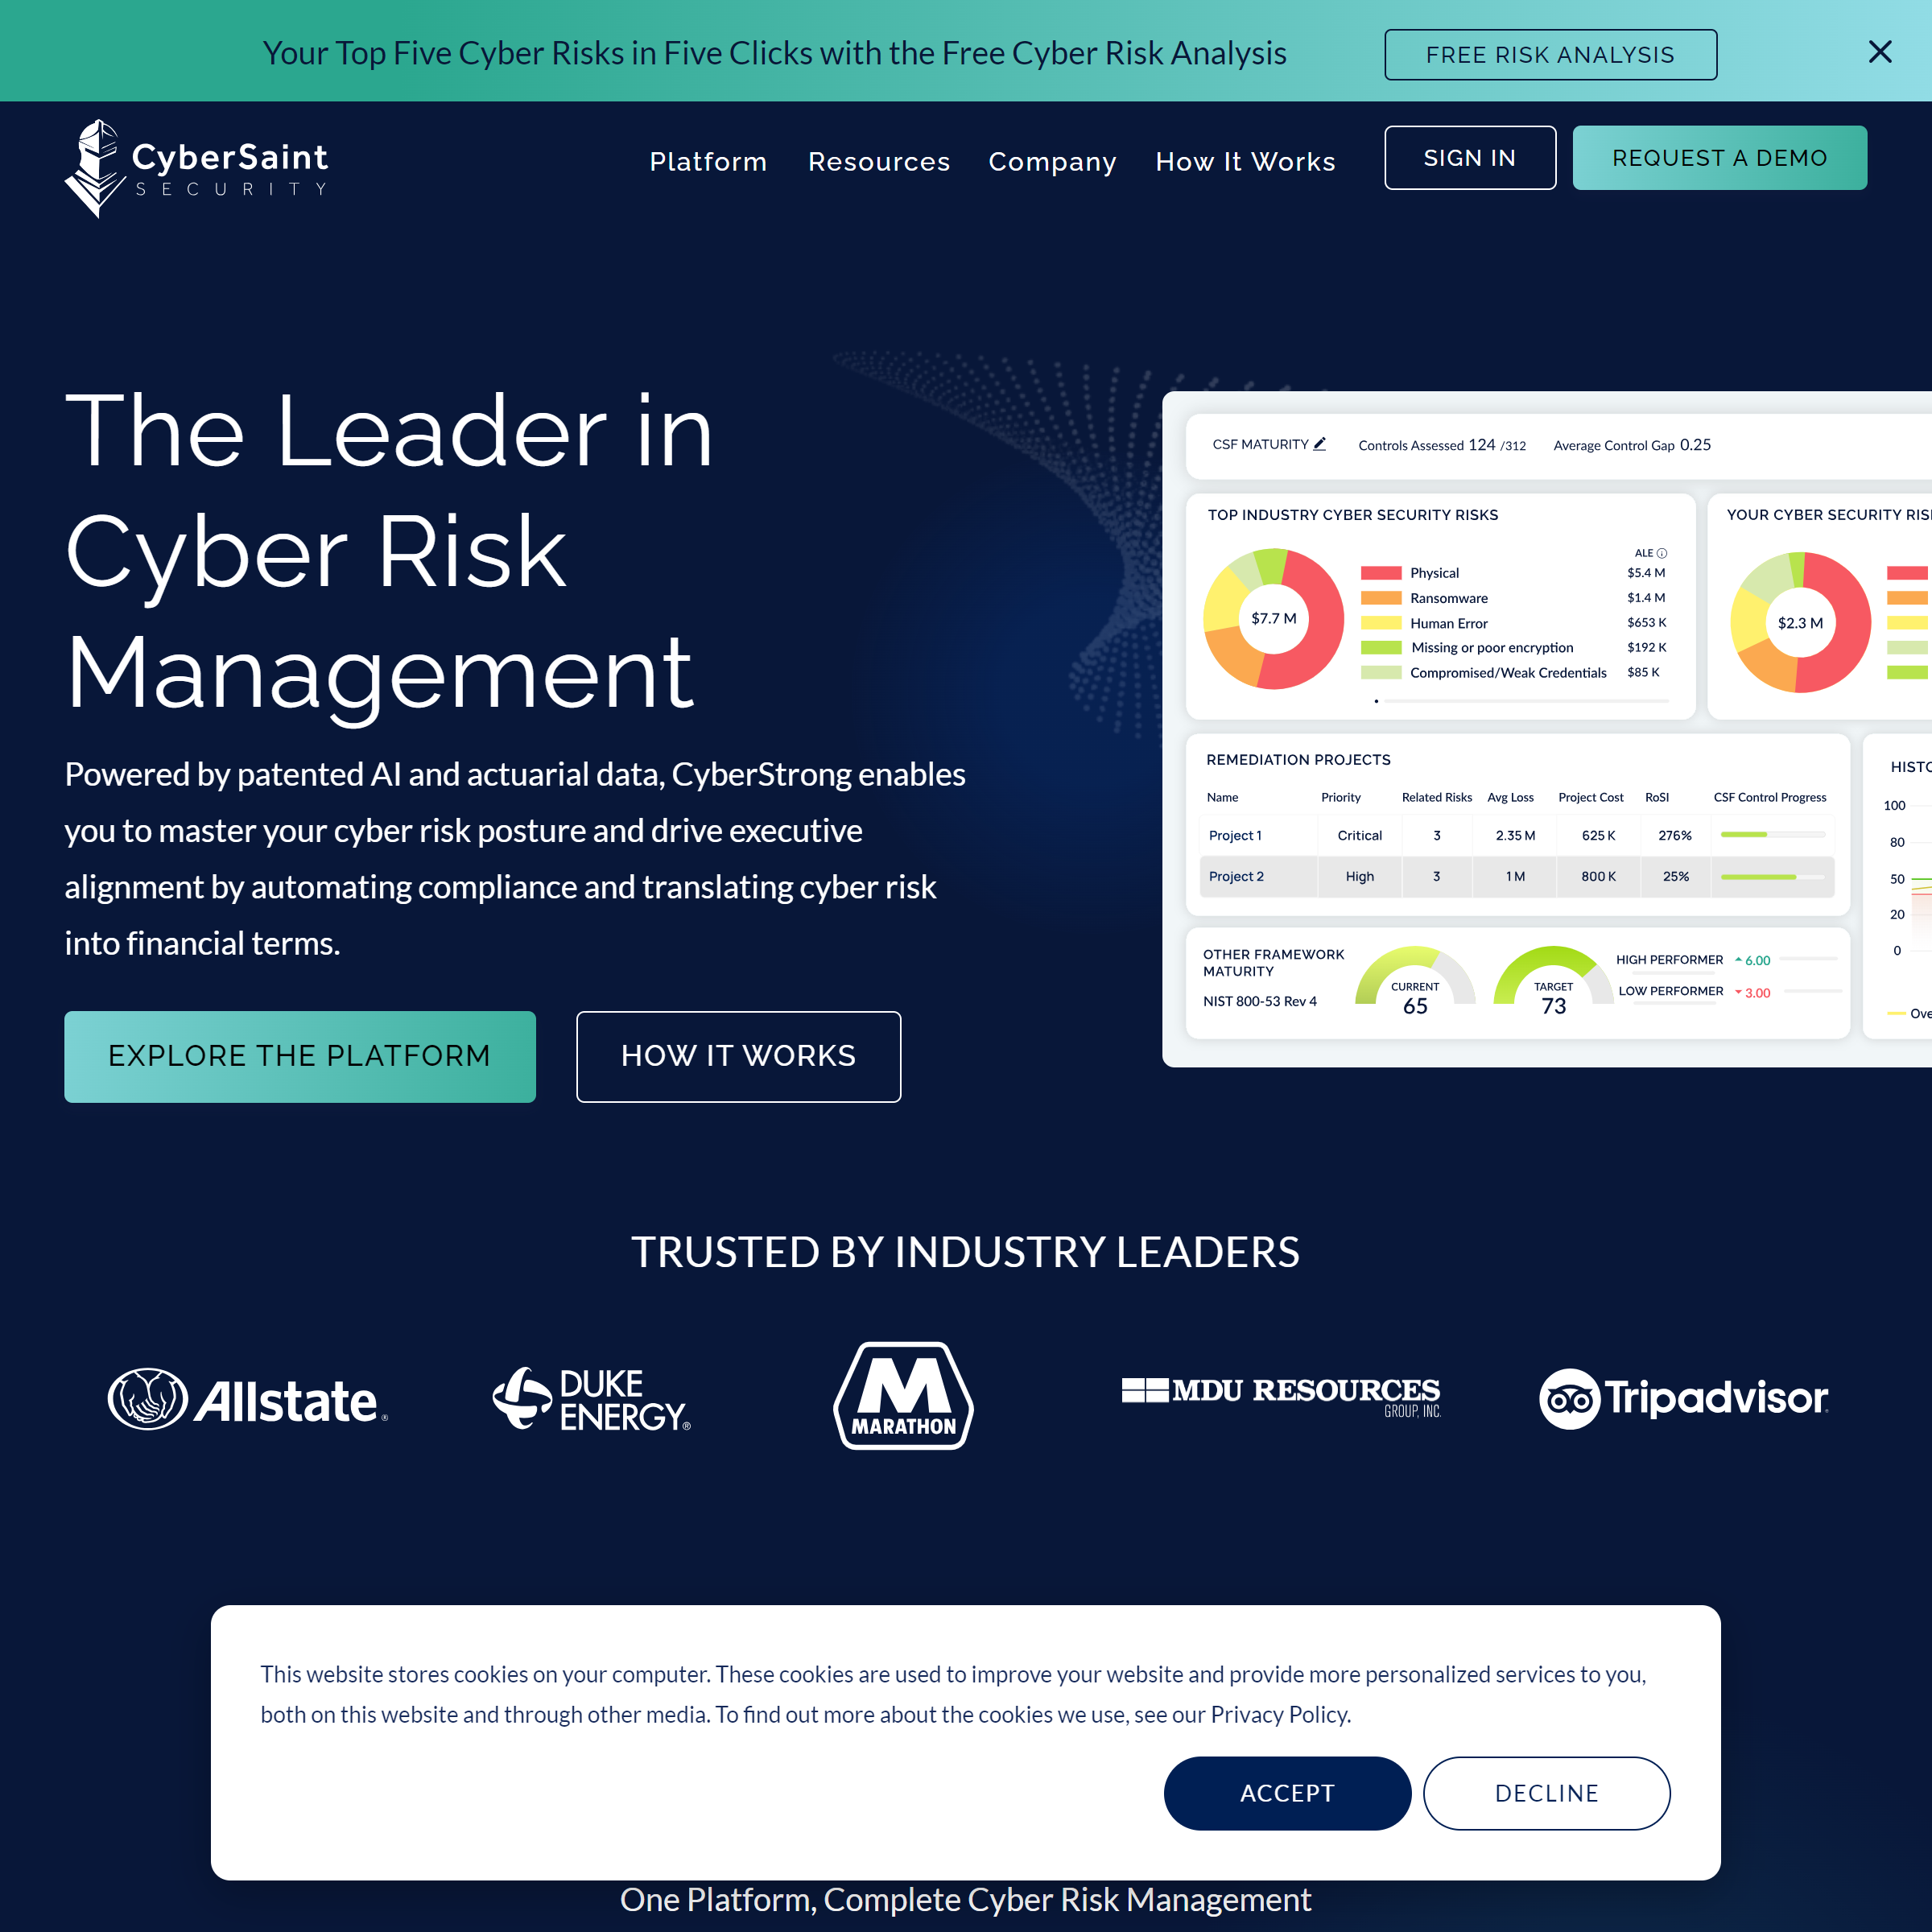 Your Top Five Cyber Risks in Five Clicks with the Free Cyber Risk Analysis
FREE RISK ANALYSIS
CyberSaint
SECURITY
Platform
Resources
Company
How It Works
SIGN IN
REQUEST A DEMO
The Leader in
Cyber Risk
Management
Powered by patented AI and actuarial data, CyberStrong enables
you to master your cyber risk posture and drive executive
alignment by automating compliance and translating cyber risk
into financial terms.
EXPLORE THE PLATFORM
HOW IT WORKS
CSF MATURITY
Controls Assessed 124 /312
Average Control Gap 0.25
TOP INDUSTRY CYBER SECURITY RISKS
ALE
$7.7 M
Physical $5.4 M
Ransomware $1.4 M
Human Error $653 K
Missing or poor encryption $192 K
Compromised/Weak Credentials $85 K
YOUR CYBER SECURITY
$2.3 M
REMEDIATION PROJECTS
Name Priority Related Risks Avg Loss Project Cost RoSI CSF Control Progress
Project 1 Critical 3 2.35 M 625 K 276%
Project 2 High 3 1 M 800 K 25%
100
80
50
20
0
OTHER FRAMEWORK
MATURITY
NIST 800-53 Rev 4
CURRENT
65
TARGET
73
HIGH PERFORMER 6.00
LOW PERFORMER 3.00
TRUSTED BY INDUSTRY LEADERS
Allstate®
DUKE
ENERGY®
M
MARATHON
MDU RESOURCES
GROUP, INC.
Tripadvisor
This website stores cookies on your computer. These cookies are used to improve your website and provide more personalized services to you,
both on this website and through other media. To find out more about the cookies we use, see our Privacy Policy.
ACCEPT
DECLINE
One Platform, Complete Cyber Risk Management